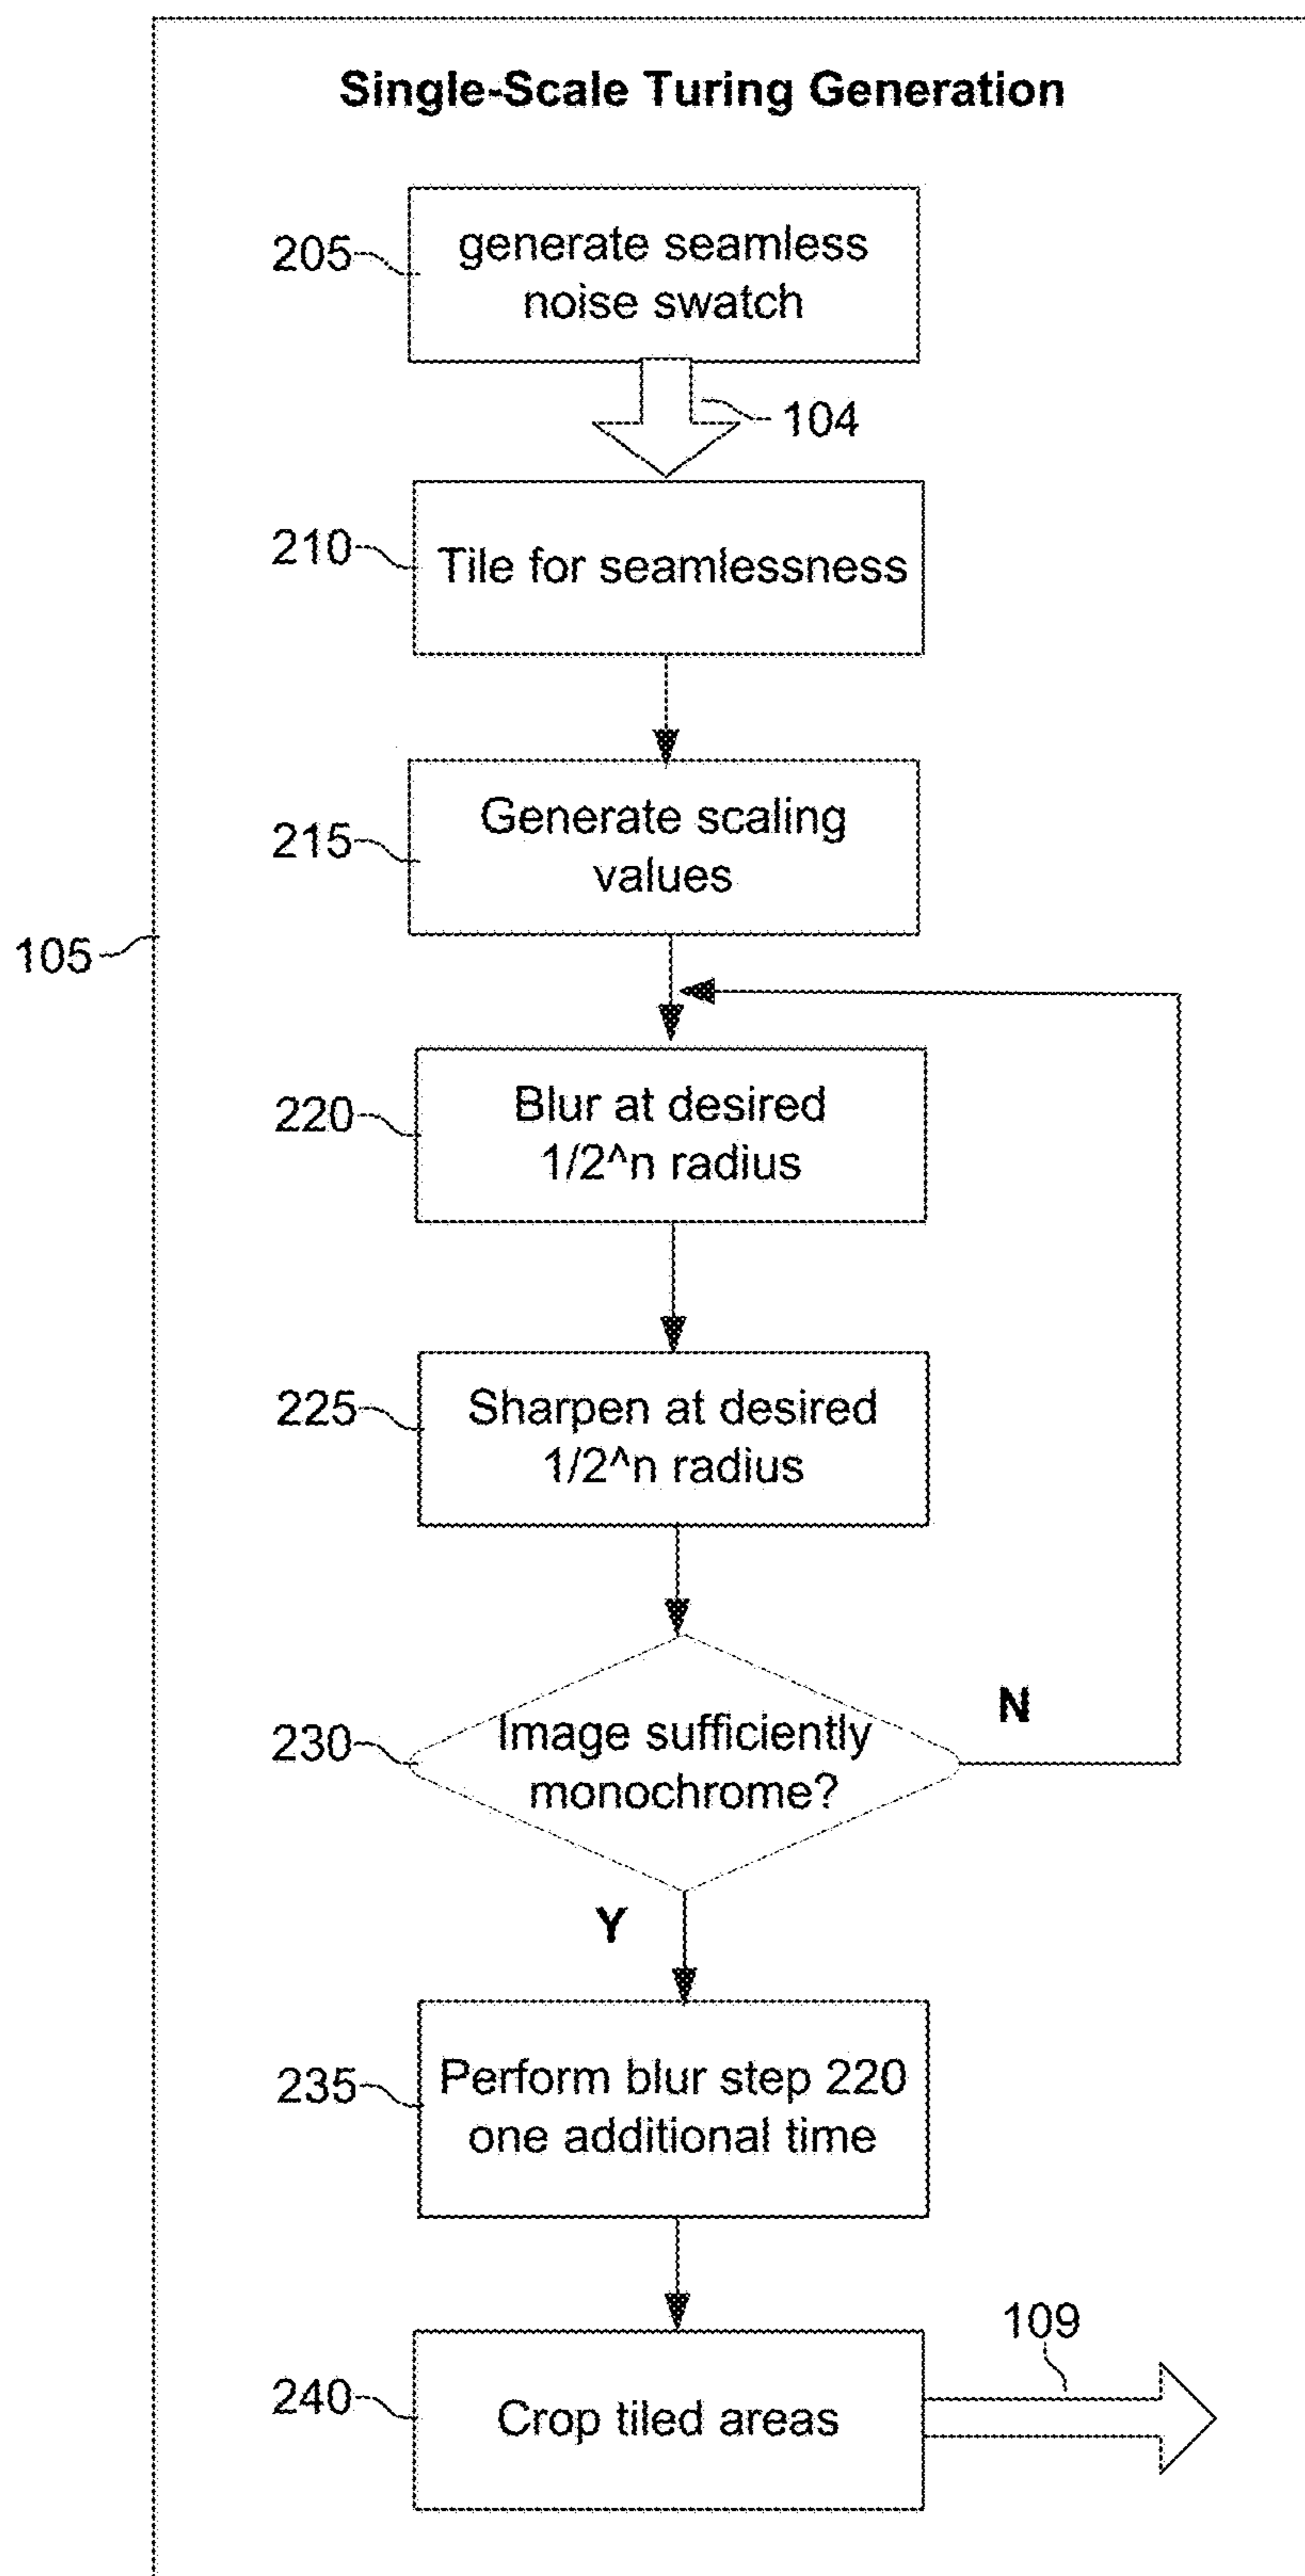 Single-Scale Turing Generation
205
generate seamless
noise swatch
104
210
Tile for seamlessness
215
Generate scaling
values
105
220
Blur at desired
1/2^n radius
225
Sharpen at desired
1/2^n radius
N
230
Image sufficiently
monochrome?
Y
235
Perform blur step 220
one additional time
109
240
Crop tiled areas